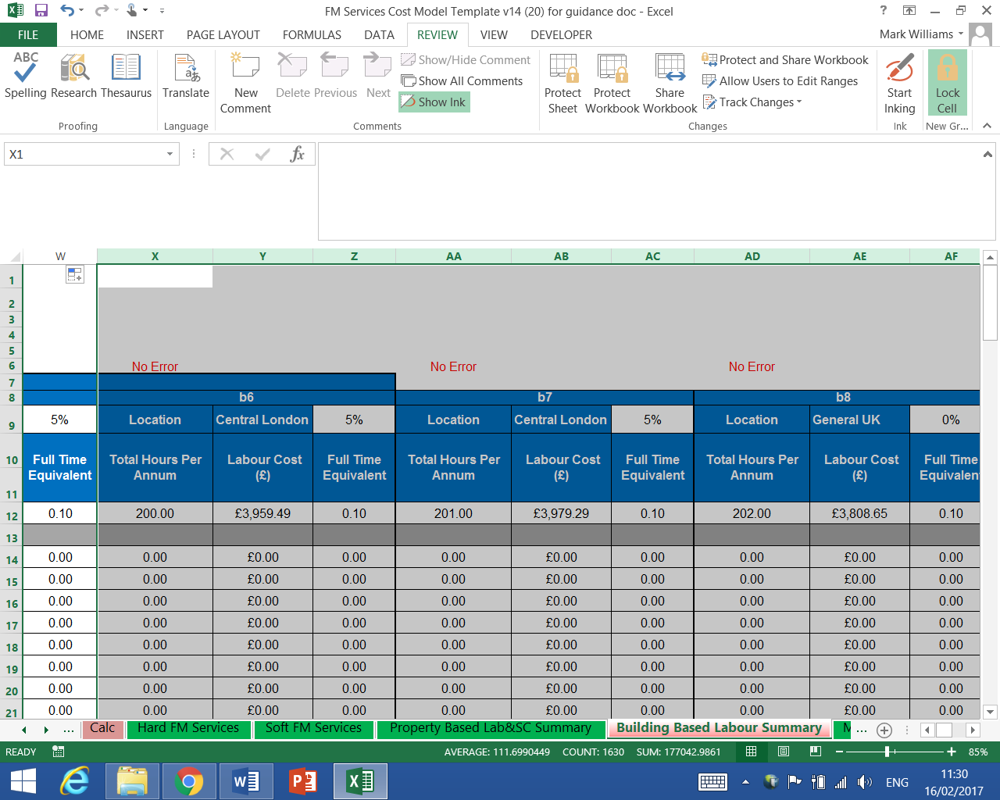 FM Services Cost Model Template v14 (20) for guidance doc - Excel
FILE HOME INSERT PAGE LAYOUT FORMULAS DATA REVIEW VIEW DEVELOPER Mark Williams
ABC
Spelling Research Thesaurus
Proofing
Translate
Language
New Comment
Delete Previous Next
Show/Hide Comment
Show All Comments
Show Ink
Comments
Protect Sheet
Protect Workbook
Share Workbook
Protect and Share Workbook
Allow Users to Edit Ranges
Track Changes
Changes
Start Inking
Ink
Lock Cell
New Gr...
X1 fx
W X Y Z AA AB AC AD AE AF
1
2
3
4
5
6 No Error No Error No Error
7
8 b6 b7 b8
9 5% Location Central London 5% Location Central London 5% Location General UK 0%
10 Full Time Total Hours Per Labour Cost Full Time Total Hours Per Labour Cost Full Time Total Hours Per Labour Cost Full Time
Equivalent Annum (£) Equivalent Annum (£) Equivalent Annum (£) Equivalen
11
12 0.10 200.00 £3,959.49 0.10 201.00 £3,979.29 0.10 202.00 £3,808.65 0.10
13
14 0.00 0.00 £0.00 0.00 0.00 £0.00 0.00 0.00 £0.00 0.00
15 0.00 0.00 £0.00 0.00 0.00 £0.00 0.00 0.00 £0.00 0.00
16 0.00 0.00 £0.00 0.00 0.00 £0.00 0.00 0.00 £0.00 0.00
17 0.00 0.00 £0.00 0.00 0.00 £0.00 0.00 0.00 £0.00 0.00
18 0.00 0.00 £0.00 0.00 0.00 £0.00 0.00 0.00 £0.00 0.00
19 0.00 0.00 £0.00 0.00 0.00 £0.00 0.00 0.00 £0.00 0.00
20 0.00 0.00 £0.00 0.00 0.00 £0.00 0.00 0.00 £0.00 0.00
21 0.00 0.00 £0.00 0.00 0.00 £0.00 0.00 0.00 £0.00 0.00
... Calc Hard FM Services Soft FM Services Property Based Lab&SC Summary Building Based Labour Summary M ...
READY AVERAGE: 111.6990449 COUNT: 1630 SUM: 177042.9861 85%
ENG 11:30
16/02/2017